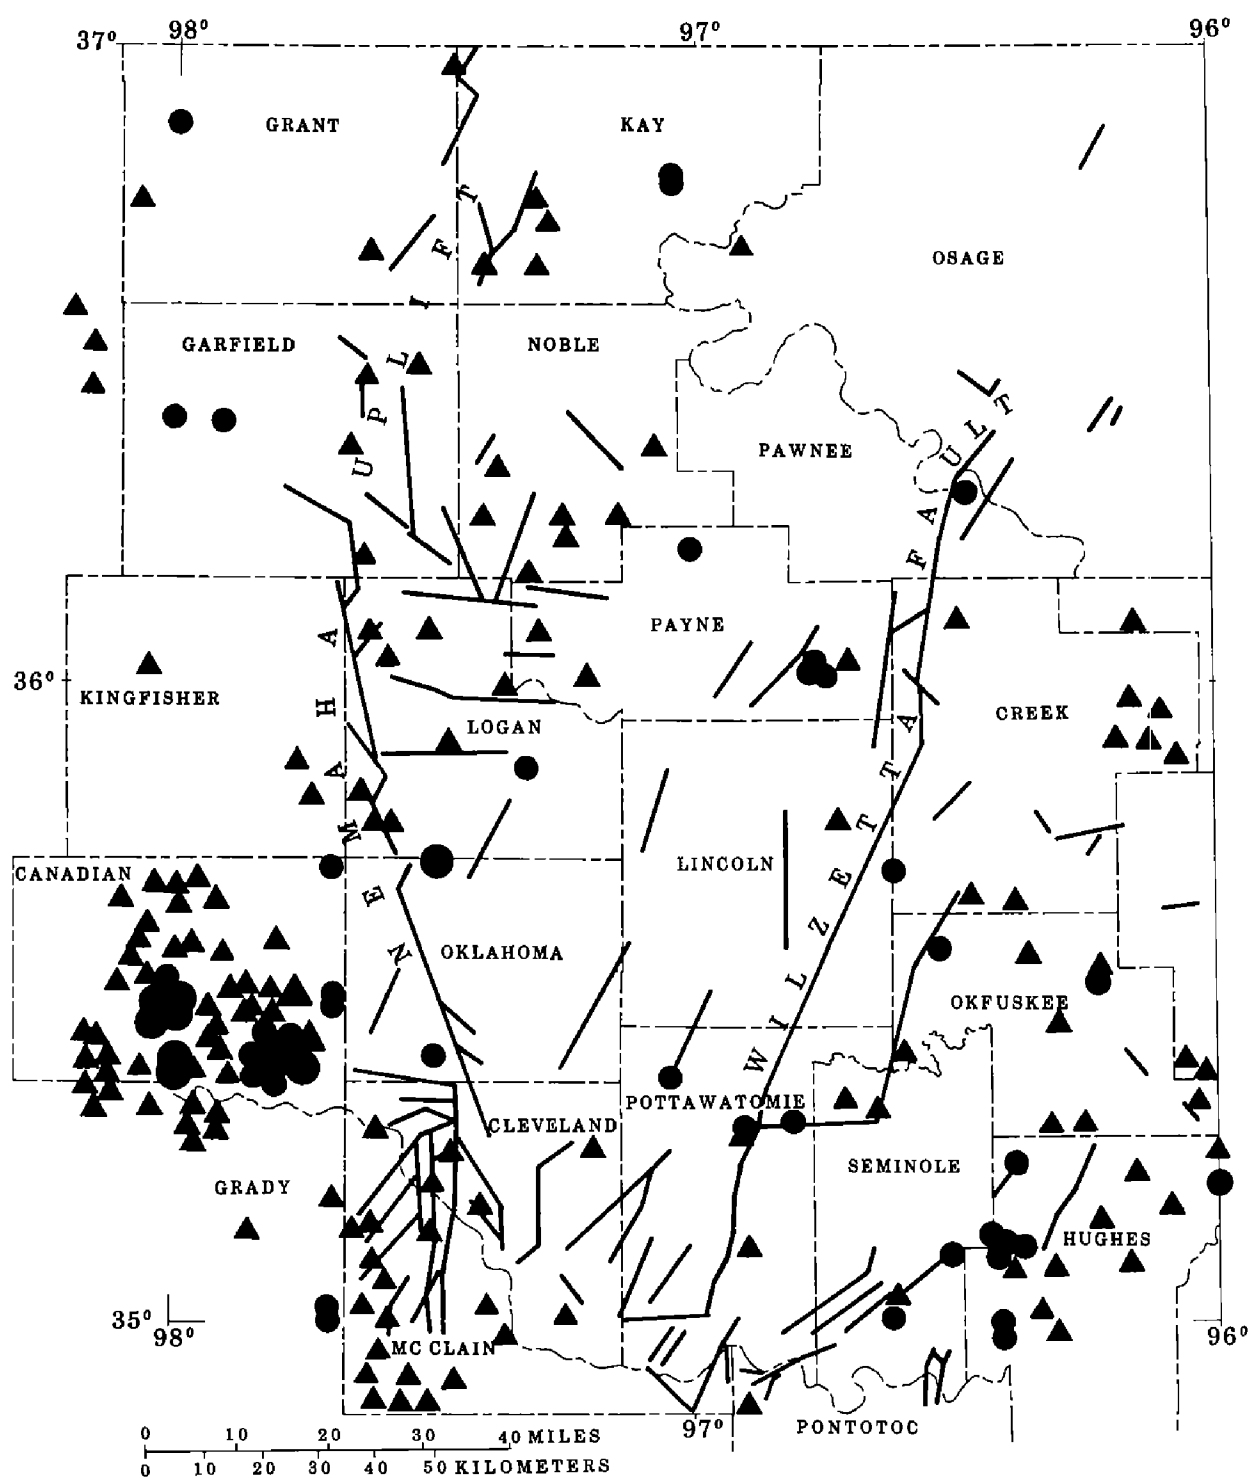 98° 97° 96°
37°
GRANT KAY
OSAGE
GARFIELD NOBLE
PAWNEE
NEMAHA UPLIFT
WILZETTA FAULT
PAYNE
36°
KINGFISHER
LOGAN
CREEK
LINCOLN
CANADIAN
OKLAHOMA
OKFUSKEE
POTTAWATOMIE
CLEVELAND
SEMINOLE
GRADY
HUGHES
35°
98° 96°
MC CLAIN
97°
PONTOTOC
0 10 20 30 40 MILES
0 10 20 30 40 50 KILOMETERS